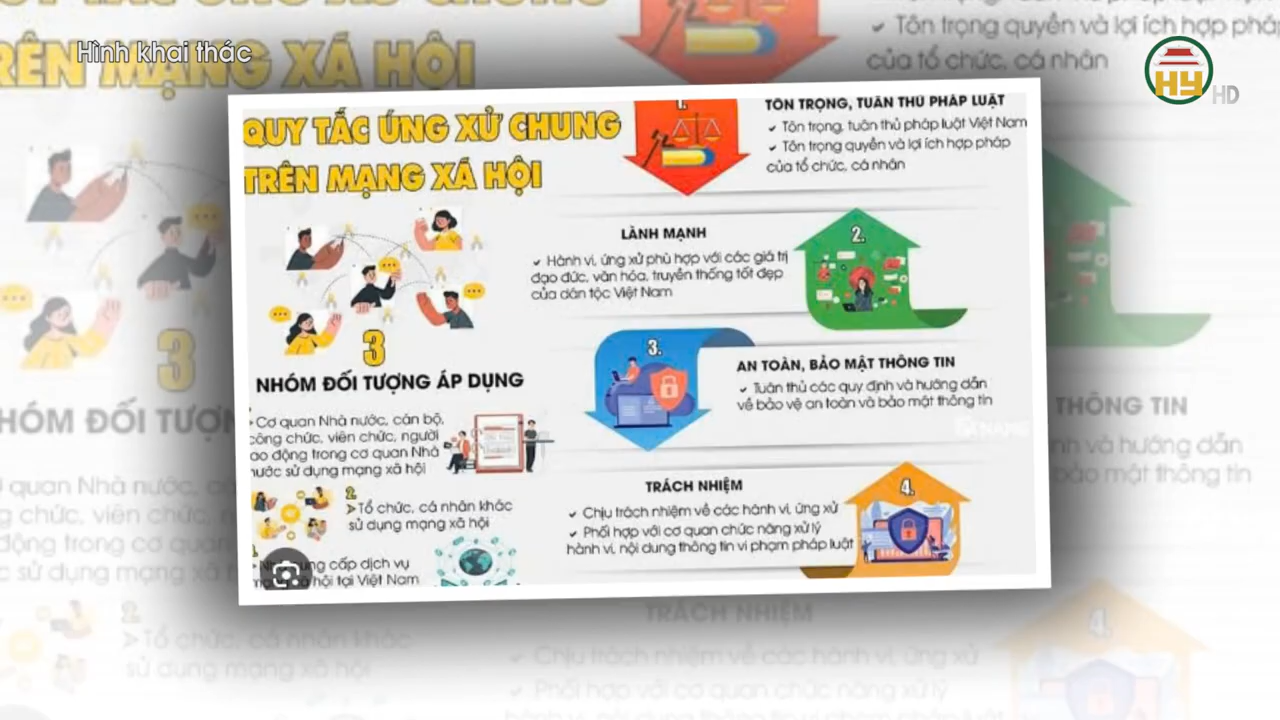 Hình khai thác
HY HD
QUY TẮC ỨNG XỬ CHUNG
TRÊN MẠNG XÃ HỘI
3
NHÓM ĐỐI TƯỢNG ÁP DỤNG
Cơ quan Nhà nước, cán bộ,
công chức, viên chức, người
ao động trong cơ quan Nhà
nước sử dụng mạng xã hội
2.
Tổ chức, cá nhân khác
sử dụng mạng xã hội
cung cấp dịch vụ
hội tại Việt Nam
1.
TÔN TRỌNG, TUÂN THỦ PHÁP LUẬT
Tôn trọng, tuân thủ pháp luật Việt Nam
Tôn trọng quyền và lợi ích hợp pháp
của tổ chức, cá nhân
2.
LÀNH MẠNH
Hành vi, ứng xử phù hợp với các giá trị
đạo đức, văn hóa, truyền thống tốt đẹp
của dân tộc Việt Nam
3.
AN TOÀN, BẢO MẬT THÔNG TIN
Tuân thủ các quy định và hướng dẫn
về bảo vệ an toàn và bảo mật thông tin
4.
TRÁCH NHIỆM
Chịu trách nhiệm về các hành vi, ứng xử
Phối hợp với cơ quan chức năng xử lý
hành vi, nội dung thông tin vi phạm pháp luật